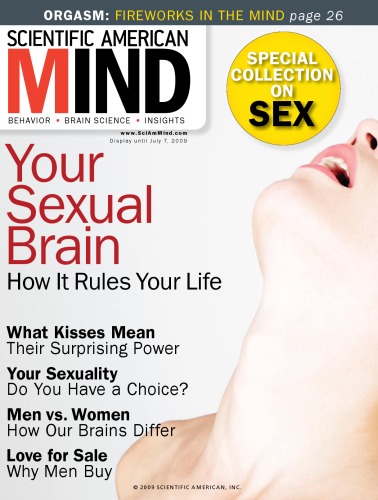 ORGASM: FIREWORKS IN THE MIND page 26
SCIENTIFIC AMERICAN
MIND
BEHAVIOR • BRAIN SCIENCE • INSIGHTS
www.SciAmMind.com
Display until July 7, 2009
SPECIAL
COLLECTION
ON
SEX
Your
Sexual
Brain
How It Rules Your Life
What Kisses Mean
Their Surprising Power
Your Sexuality
Do You Have a Choice?
Men vs. Women
How Our Brains Differ
Love for Sale
Why Men Buy
© 2009 SCIENTIFIC AMERICAN, INC.